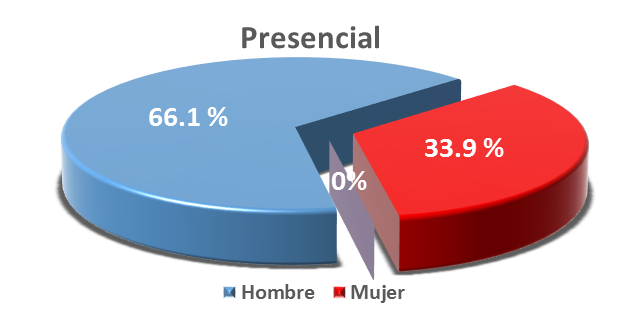 Presencial
66.1 %
33.9 %
0%
Hombre
Mujer